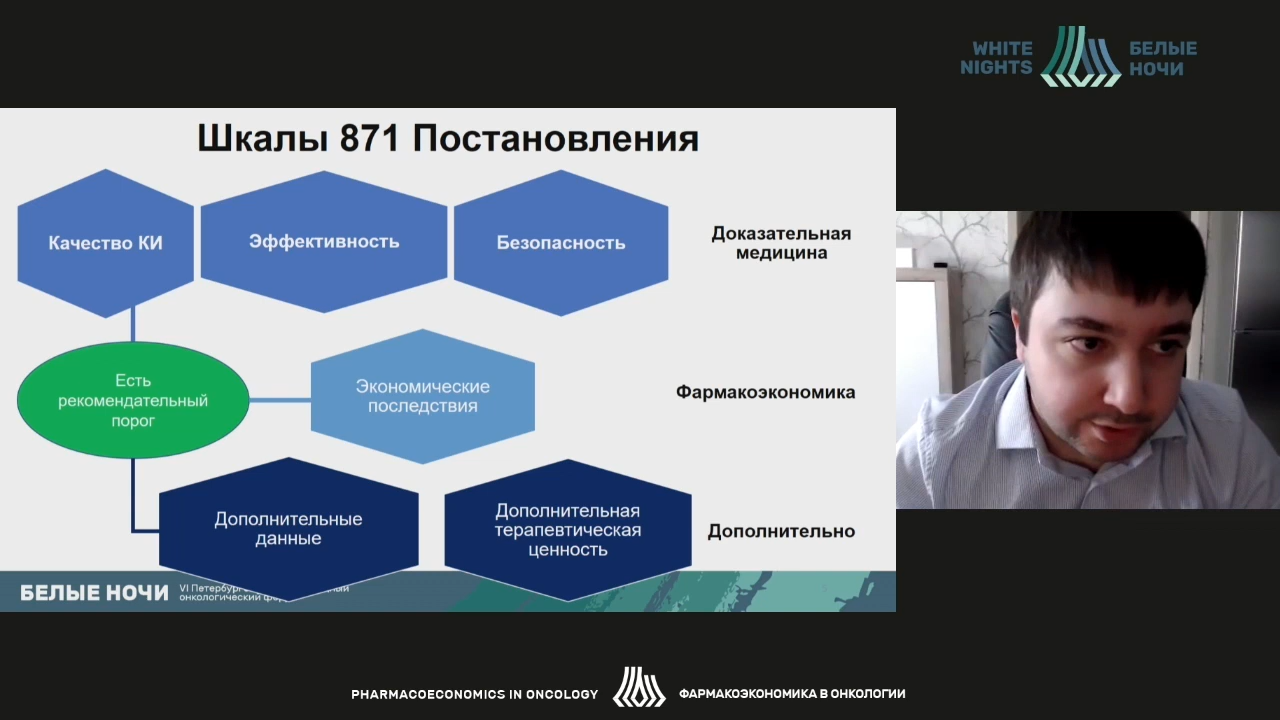 WHITE
NIGHTS
БЕЛЫЕ
НОЧИ
Шкалы 871 Постановления
Качество КИ
Эффективность
Безопасность
Доказательная
медицина
Есть
рекомендательный
порог
Экономические
последствия
Фармакоэкономика
Дополнительные
данные
Дополнительная
терапевтическая
ценность
Дополнительно
БЕЛЫЕ НОЧИ
VI
онкологический
PHARMACOECONOMICS IN ONCOLOGY
ФАРМАКОЭКОНОМИКА В ОНКОЛОГИИ